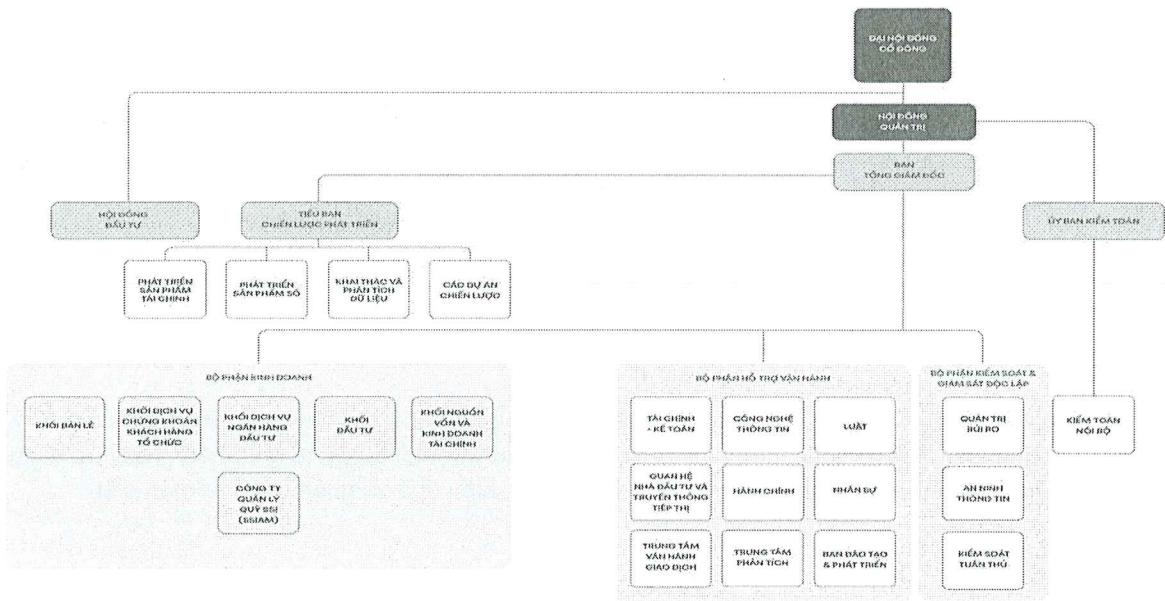 ĐẠI HỘI ĐỒNG
CỔ ĐÔNG
HỘI ĐỒNG
QUẢN TRỊ
BAN
TỔNG GIÁM ĐỐC
HỘI ĐỒNG
ĐẦU TƯ
TIỂU BAN
CHIẾN LƯỢC PHÁT TRIỂN
ỦY BAN KIỂM TOÁN
PHÁT TRIỂN
SẢN PHẨM
TÀI CHÍNH
PHÁT TRIỂN
SẢN PHẨM SỐ
KHAI THÁC VÀ
PHÂN TÍCH
DỮ LIỆU
CÁC DỰ ÁN
CHIẾN LƯỢC
BỘ PHẬN KINH DOANH
KHỐI BÁN LẺ
KHỐI DỊCH VỤ
CHỨNG KHOÁN
KHÁCH HÀNG
TỔ CHỨC
KHỐI DỊCH VỤ
NGÂN HÀNG
ĐẦU TƯ
KHỐI
ĐẦU TƯ
KHỐI NGUỒN
VỐN VÀ
KINH DOANH
TÀI CHÍNH
CÔNG TY
QUẢN LÝ
QUỸ SSI
(SSIAM)
BỘ PHẬN HỖ TRỢ VẬN HÀNH
TÀI CHÍNH
- KẾ TOÁN
CÔNG NGHỆ
THÔNG TIN
LUẬT
QUAN HỆ
NHÀ ĐẦU TƯ VÀ
TRUYỀN THÔNG
TIẾP THỊ
HÀNH CHÍNH
NHÂN SỰ
TRUNG TÂM
VẬN HÀNH
GIAO DỊCH
TRUNG TÂM
PHÂN TÍCH
BAN ĐÀO TẠO
& PHÁT TRIỂN
BỘ PHẬN KIỂM SOÁT &
GIÁM SÁT ĐỘC LẬP
QUẢN TRỊ
RỦI RO
AN NINH
THÔNG TIN
KIỂM SOÁT
TUÂN THỦ
KIỂM TOÁN
NỘI BỘ